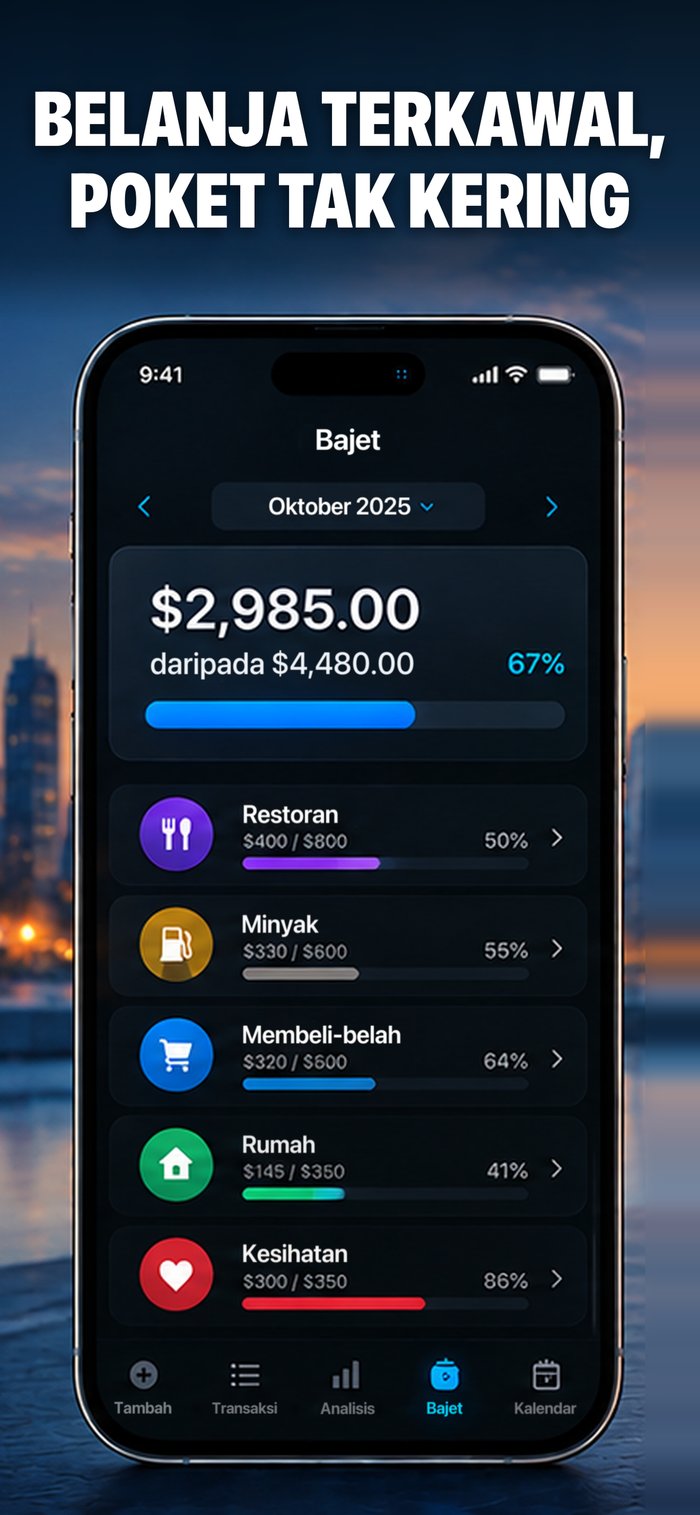 BELANJA TERKAWAL,
POKET TAK KERING
9:41
Bajet
Oktober 2025
$2,985.00
daripada $4,480.00
67%
Restoran
$400 / $800
50%
Minyak
$330 / $600
55%
Membeli-belah
$320 / $600
64%
Rumah
$145 / $350
41%
Kesihatan
$300 / $350
86%
Tambah
Transaksi
Analisis
Bajet
Kalendar